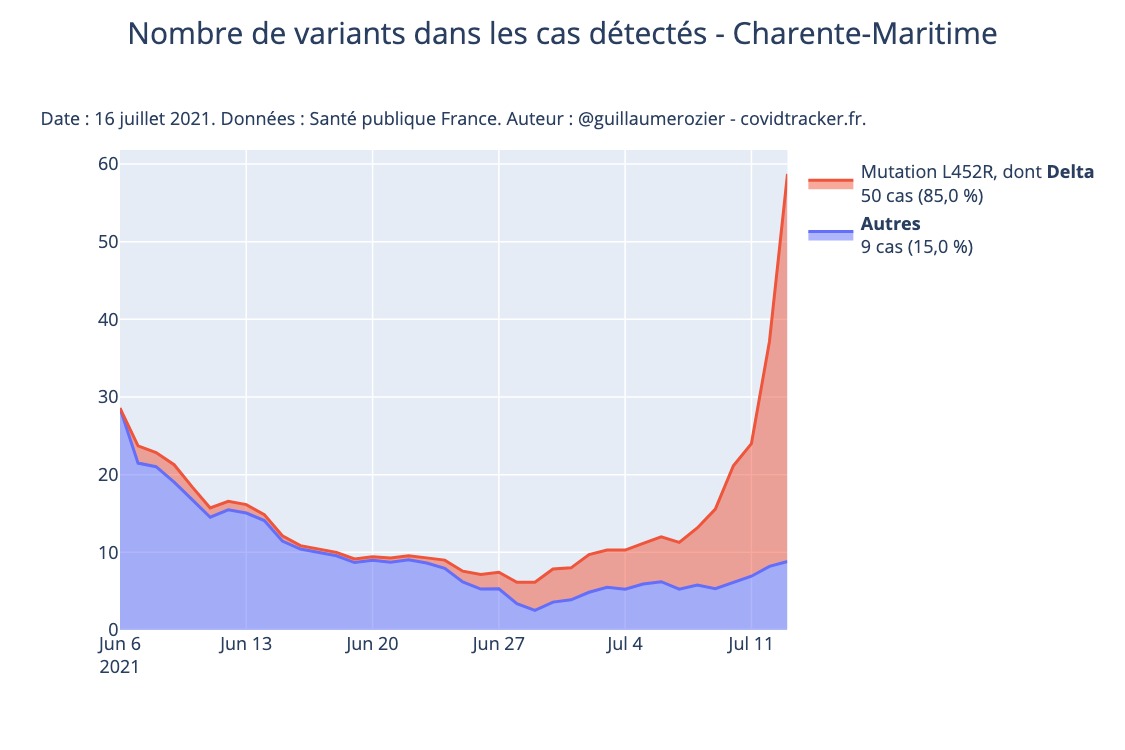 Nombre de variants dans les cas détectés - Charente-Maritime
Date : 16 juillet 2021. Données : Santé publique France. Auteur : @guillaumerozier - covidtracker.fr.
60
50
40
30
20
10
0
Jun 6
2021
Jun 13
Jun 20
Jun 27
Jul 4
Jul 11
Mutation L452R, dont Delta
50 cas (85,0 %)
Autres
9 cas (15,0 %)